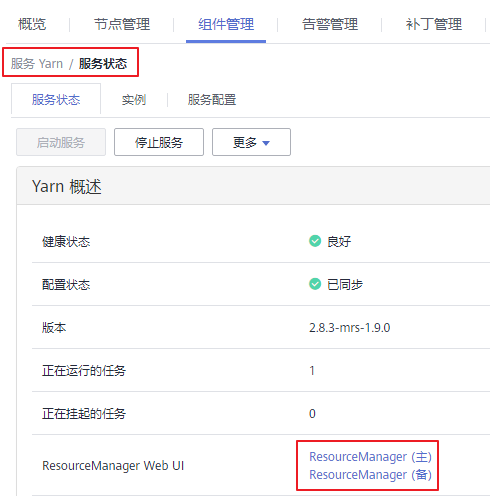 概览 节点管理 组件管理 告警管理 补丁管理
服务 Yarn / 服务状态
服务状态 实例 服务配置
启动服务 停止服务 更多
Yarn 概述
健康状态 良好
配置状态 已同步
版本 2.8.3-mrs-1.9.0
正在运行的任务 1
正在挂起的任务 0
ResourceManager Web UI ResourceManager (主)
ResourceManager (备)